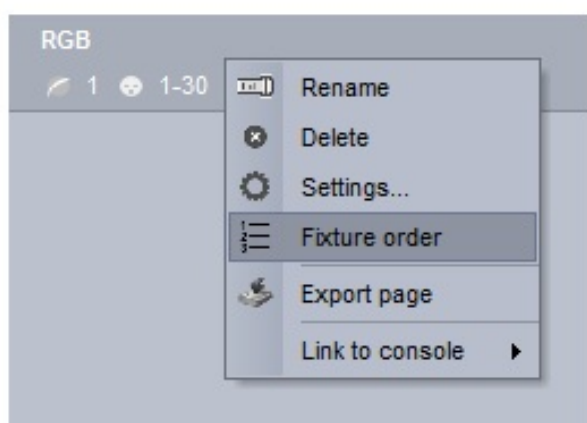 RGB
1 1-30
Rename
Delete
Settings...
Fixture order
Export page
Link to console